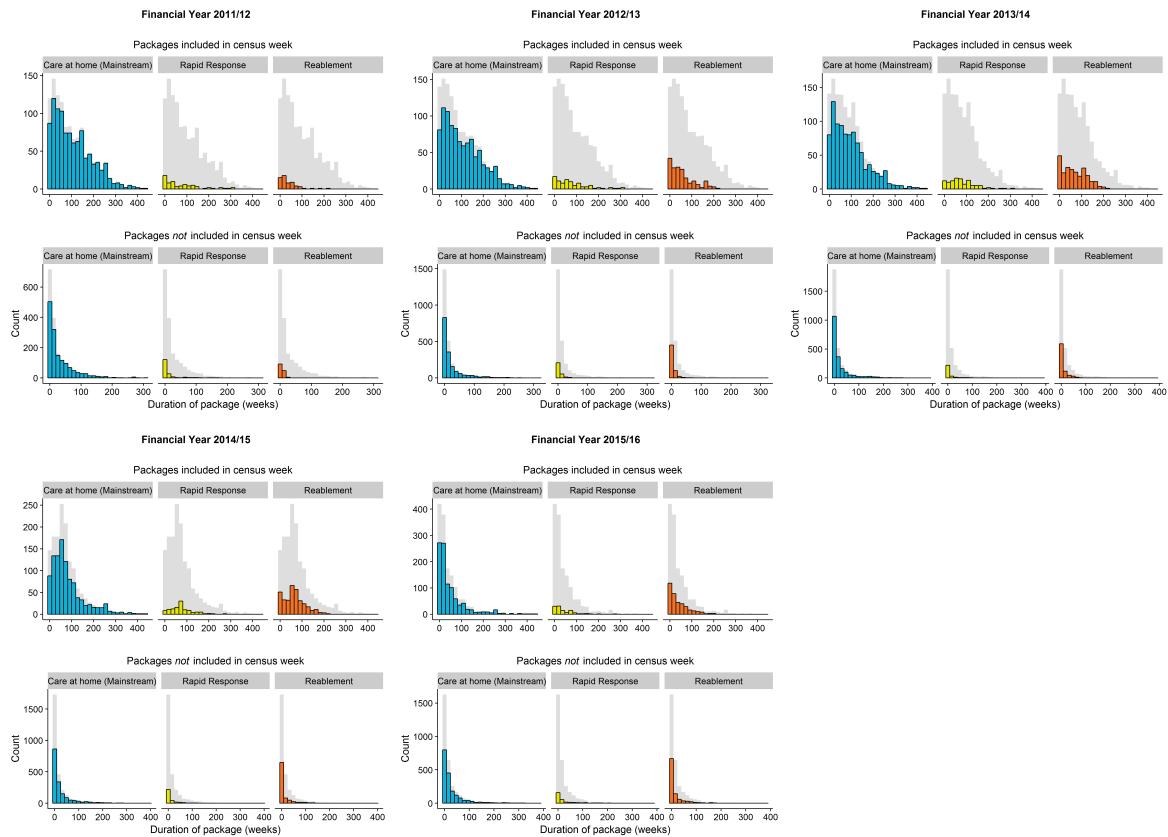 Financial Year 2011/12
Packages included in census week
Care at home (Mainstream) Rapid Response Reablement
150
100
50
0
0 100 200 300 400 0 100 200 300 400 0 100 200 300 400
Packages not included in census week
Care at home (Mainstream) Rapid Response Reablement
600
400
200
0
Count
0 100 200 300 0 100 200 300 0 100 200 300
Duration of package (weeks)
Financial Year 2012/13
Packages included in census week
Care at home (Mainstream) Rapid Response Reablement
150
100
50
0
0 100 200 300 400 0 100 200 300 400 0 100 200 300 400
Packages not included in census week
Care at home (Mainstream) Rapid Response Reablement
1500
1000
500
0
Count
0 100 200 300 0 100 200 300 0 100 200 300
Duration of package (weeks)
Financial Year 2013/14
Packages included in census week
Care at home (Mainstream) Rapid Response Reablement
150
100
50
0
0 100 200 300 400 0 100 200 300 400 0 100 200 300 400
Packages not included in census week
Care at home (Mainstream) Rapid Response Reablement
1500
1000
500
0
Count
0 100 200 300 400 0 100 200 300 400 0 100 200 300 400
Duration of package (weeks)
Financial Year 2014/15
Packages included in census week
Care at home (Mainstream) Rapid Response Reablement
250
200
150
100
50
0
0 100 200 300 400 0 100 200 300 400 0 100 200 300 400
Packages not included in census week
Care at home (Mainstream) Rapid Response Reablement
1500
1000
500
0
Count
0 100 200 300 400 0 100 200 300 400 0 100 200 300 400
Duration of package (weeks)
Financial Year 2015/16
Packages included in census week
Care at home (Mainstream) Rapid Response Reablement
400
300
200
100
0
0 100 200 300 400 0 100 200 300 400 0 100 200 300 400
Packages not included in census week
Care at home (Mainstream) Rapid Response Reablement
1500
1000
500
0
Count
0 100 200 300 400 0 100 200 300 400 0 100 200 300 400
Duration of package (weeks)